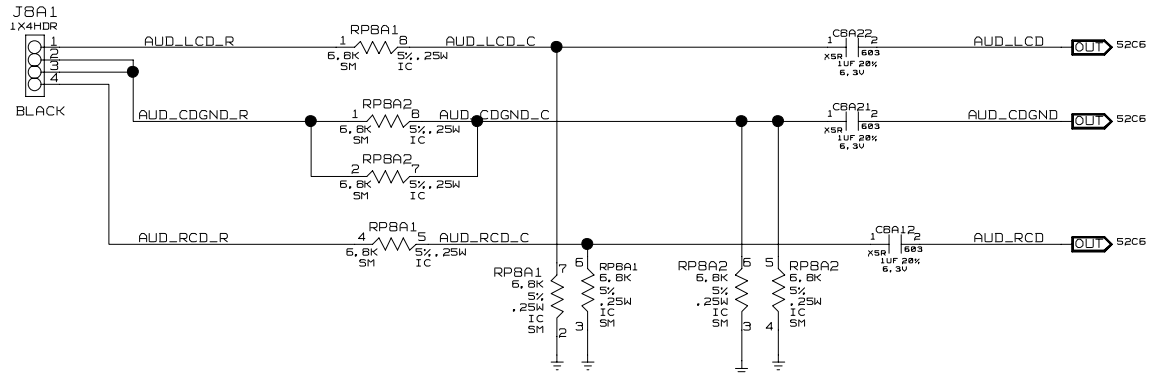 J8A1
1X4HDR
1
2
3
4
BLACK
AUD_LCD_R
RP8A1
1
8
6.8K
5%,.25W
SM
IC
AUD_LCD_C
C8A22
1
2
X5R
603
1UF 20%
6.3V
AUD_LCD
OUT
52C6
AUD_CDGND_R
RP8A2
1
8
6.8K
5%,.25W
SM
IC
AUD_CDGND_C
C8A21
1
2
X5R
603
1UF 20%
6.3V
AUD_CDGND
OUT
52C6
RP8A2
2
7
6.8K
5%,.25W
SM
IC
AUD_RCD_R
RP8A1
4
5
6.8K
5%,.25W
SM
IC
AUD_RCD_C
C8A12
1
2
X5R
603
1UF 20%
6.3V
AUD_RCD
OUT
52C6
RP8A1
7
6.8K
5%
.25W
IC
SM
2
6
RP8A1
6.8K
5%
.25W
IC
SM
3
RP8A2
6
6.8K
5%
.25W
IC
SM
3
5
RP8A2
6.8K
5%
.25W
IC
SM
4